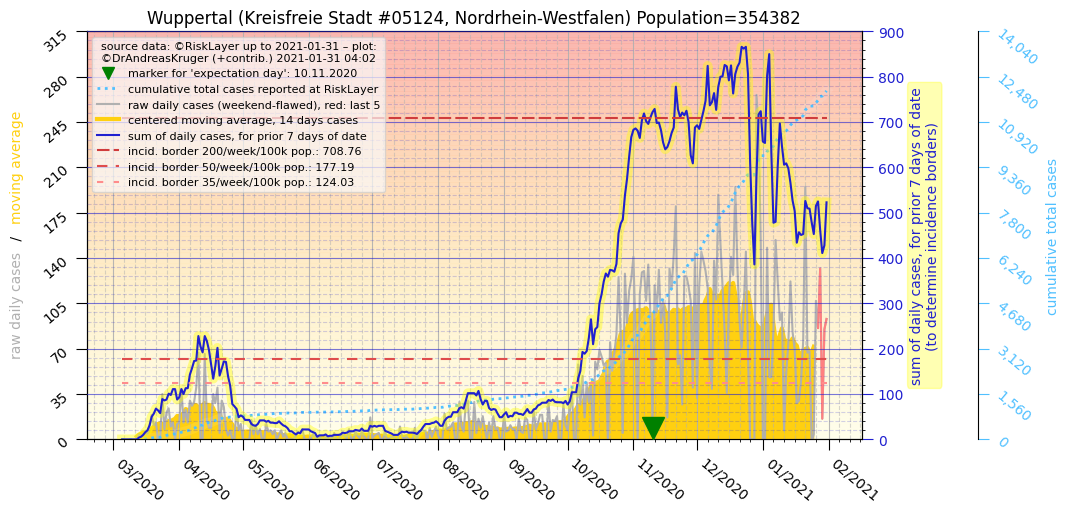 Wuppertal (Kreisfreie Stadt #05124, Nordrhein-Westfalen) Population=354382
source data: ©RiskLayer up to 2021-01-31 – plot:
©DrAndreasKruger (+contrib.) 2021-01-31 04:02
marker for 'expectation day': 10.11.2020
cumulative total cases reported at RiskLayer
raw daily cases (weekend-flawed), red: last 5
centered moving average, 14 days cases
sum of daily cases, for prior 7 days of date
incid. border 200/week/100k pop.: 708.76
incid. border 50/week/100k pop.: 177.19
incid. border 35/week/100k pop.: 124.03
raw daily cases / moving average
315
280
245
210
175
140
105
70
35
0
03/2020
04/2020
05/2020
06/2020
07/2020
08/2020
09/2020
10/2020
11/2020
12/2020
01/2021
02/2021
900
800
700
600
500
400
300
200
100
0
sum of daily cases, for prior 7 days of date
(to determine incidence borders)
14,040
12,480
10,920
9,360
7,800
6,240
4,680
3,120
1,560
0
cumulative total cases